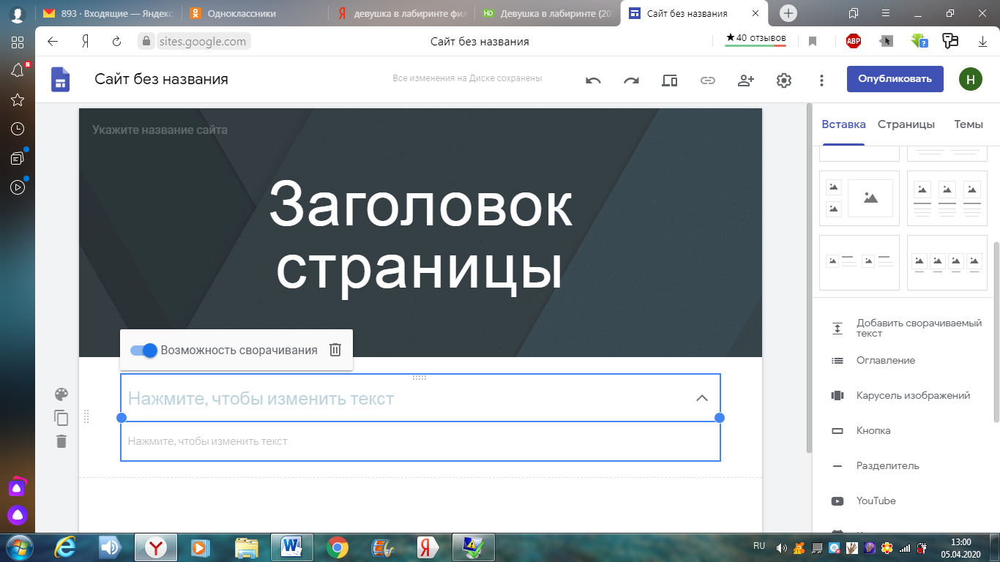 893 · Входящие — Яндекс
Одноклассники
девушка в лабиринте фил
HD
Девушка в лабиринте (20
Сайт без названия
sites.google.com
Сайт без названия
★40 отзывов
ABP
8
Сайт без названия
Все изменения на Диске сохранены
Опубликовать
Н
Укажите название сайта
Заголовок
страницы
Возможность сворачивания
Нажмите, чтобы изменить текст
Нажмите, чтобы изменить текст
Вставка
Страницы
Темы
Добавить сворачиваемый
текст
Оглавление
Карусель изображений
Кнопка
Разделитель
YouTube
RU
13:00
05.04.2020